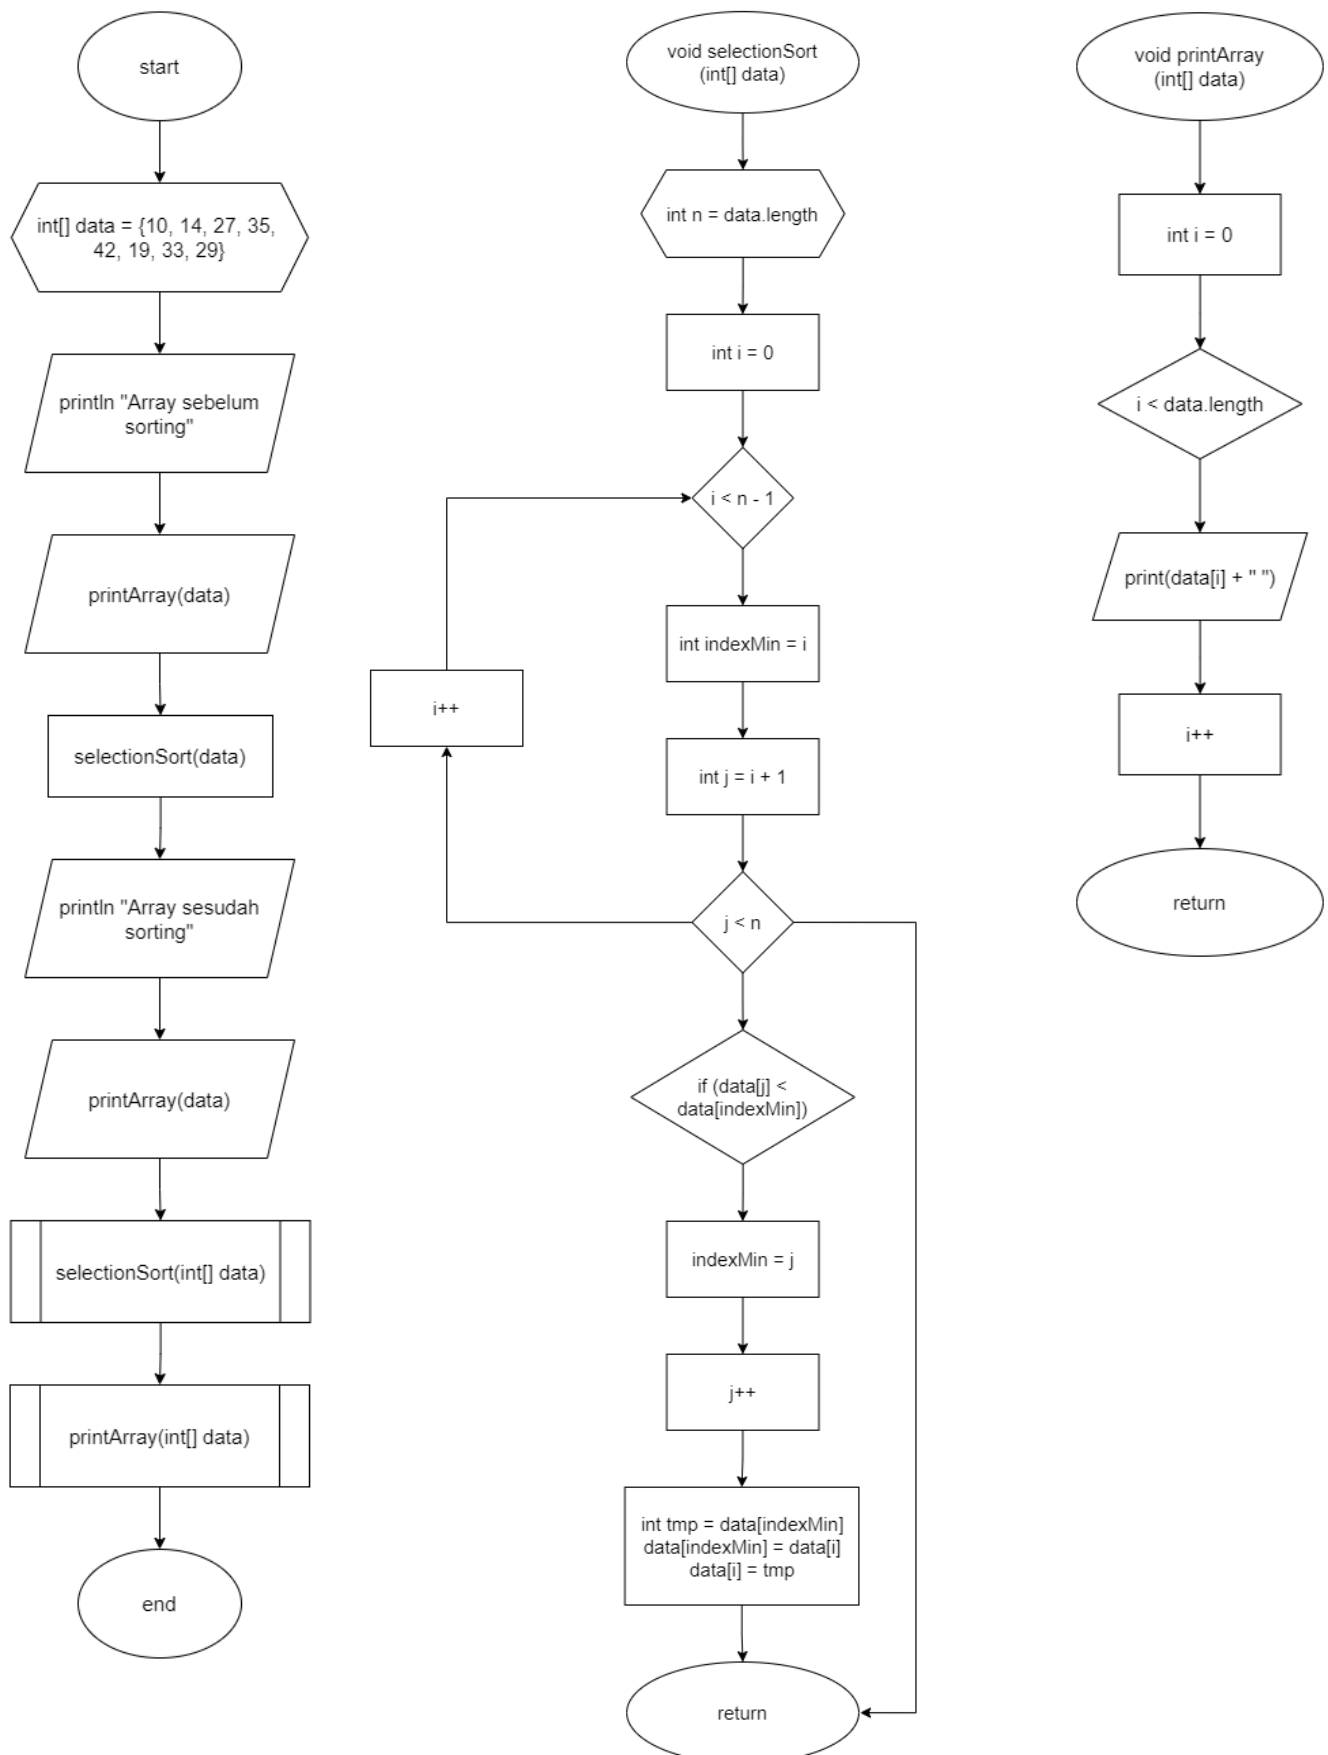 start
int[] data = {10, 14, 27, 35,
42, 19, 33, 29}
println "Array sebelum
sorting"
printArray(data)
selectionSort(data)
println "Array sesudah
sorting"
printArray(data)
selectionSort(int[] data)
printArray(int[] data)
end
void selectionSort
(int[] data)
int n = data.length
int i = 0
i < n - 1
int indexMin = i
i++
int j = i + 1
j < n
if (data[j] <
data[indexMin])
indexMin = j
j++
int tmp = data[indexMin]
data[indexMin] = data[i]
data[i] = tmp
return
void printArray
(int[] data)
int i = 0
i < data.length
print(data[i] + " ")
i++
return